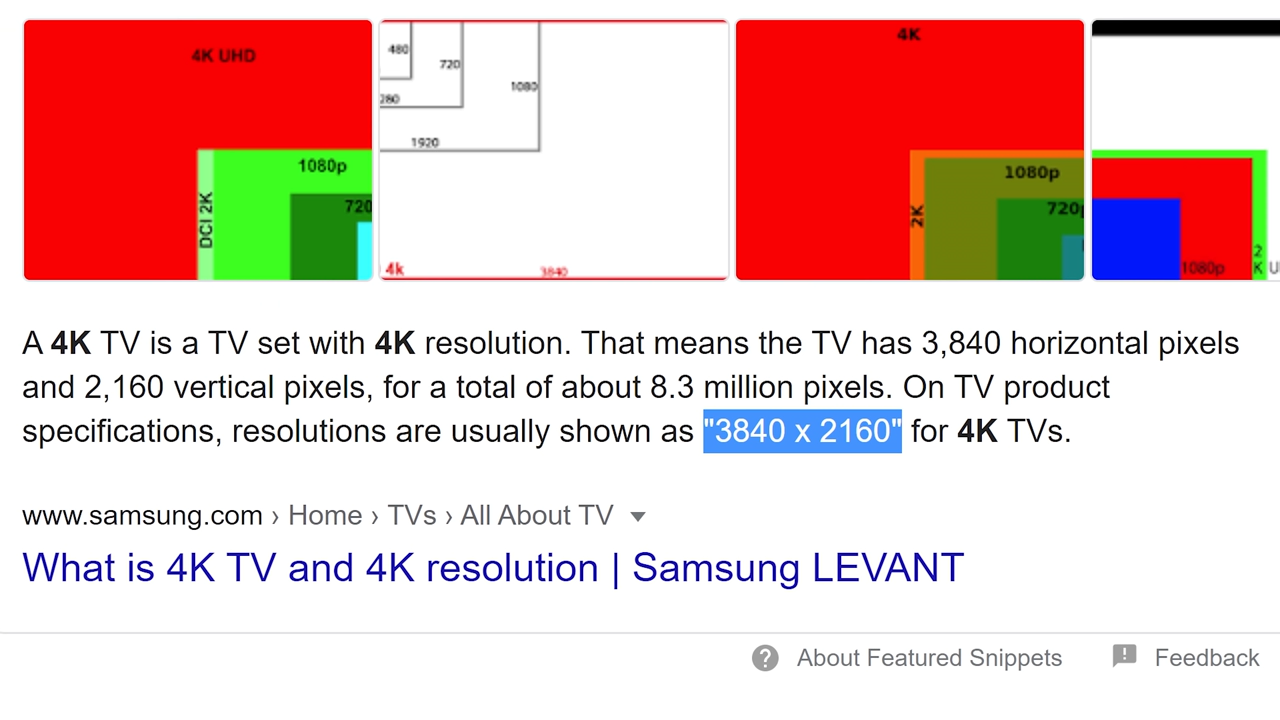 4K UHD
1080p
720
DCI 2K
480
720
1080
280
1920
4k
3840
4K
1080p
720p
2K
1080p
2
K U
A 4K TV is a TV set with 4K resolution. That means the TV has 3,840 horizontal pixels
and 2,160 vertical pixels, for a total of about 8.3 million pixels. On TV product
specifications, resolutions are usually shown as "3840 x 2160" for 4K TVs.
www.samsung.com › Home › TVs › All About TV
What is 4K TV and 4K resolution | Samsung LEVANT
About Featured Snippets
Feedback